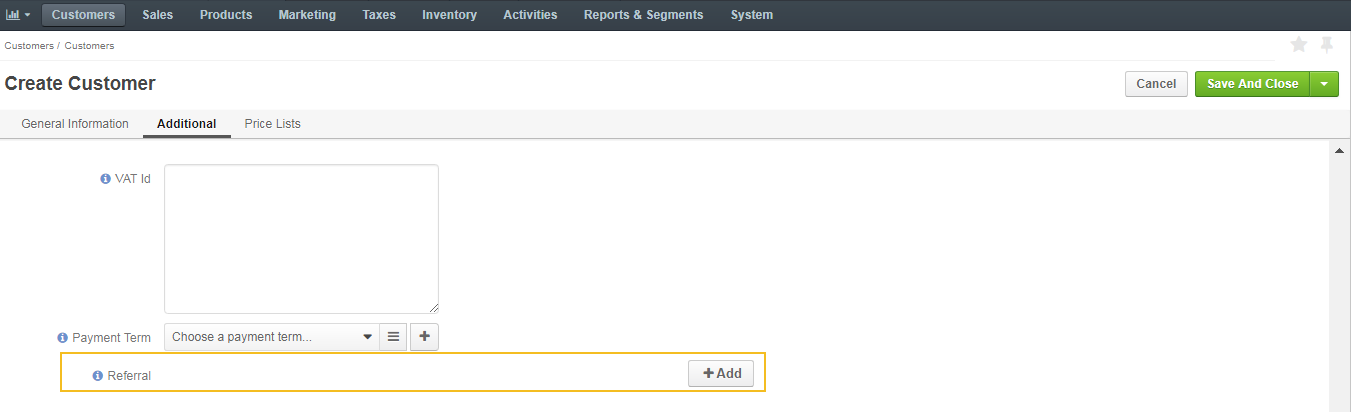 Customers Sales Products Marketing Taxes Inventory Activities Reports & Segments System
Customers / Customers
Create Customer
Cancel Save And Close
General Information Additional Price Lists
VAT Id
Payment Term Choose a payment term...
Referral Add